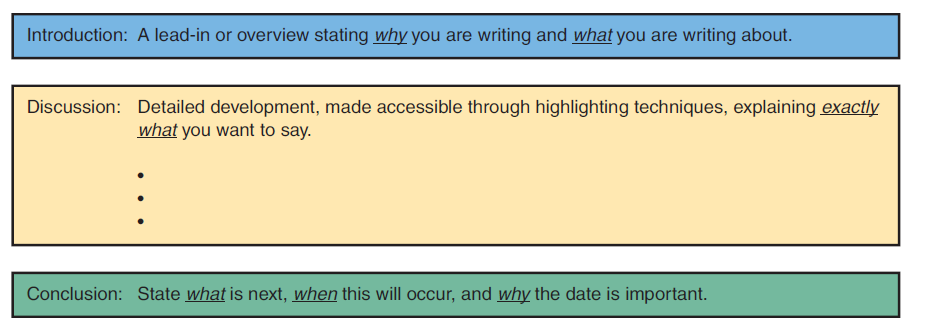 Introduction: A lead-in or overview stating why you are writing and what you are writing about.
Discussion: Detailed development, made accessible through highlighting techniques, explaining exactly
what you want to say.
•
•
•
Conclusion: State what is next, when this will occur, and why the date is important.